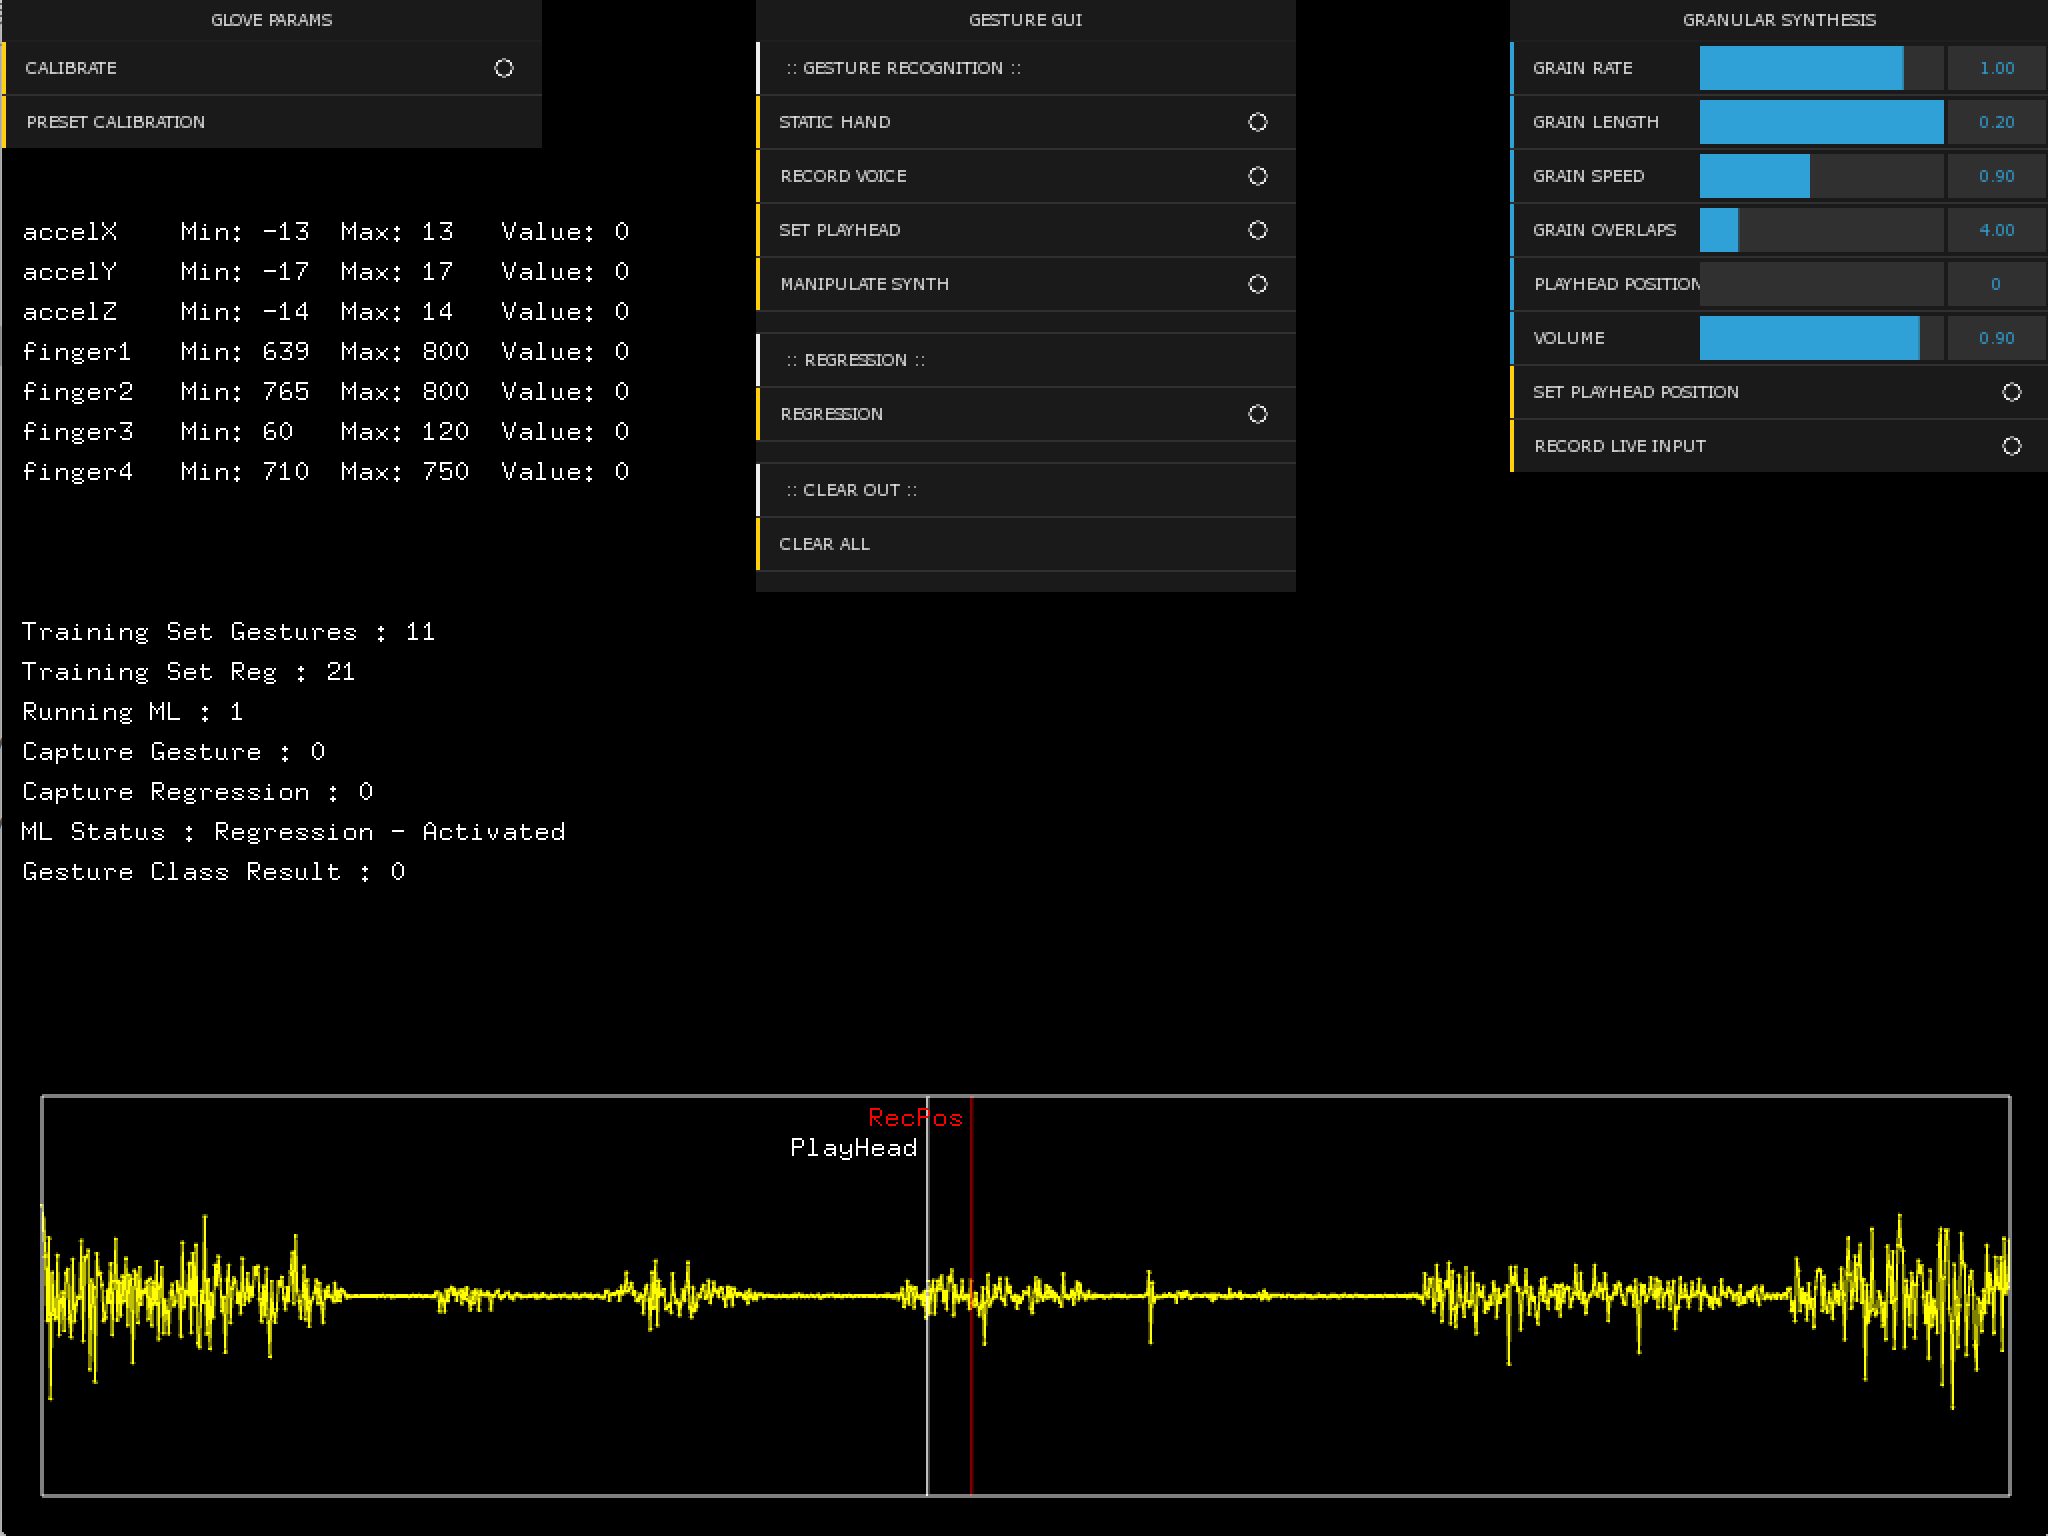 GLOVE PARAMS
CALIBRATE
PRESET CALIBRATION
accelX Min: -13 Max: 13 Value: 0
accelY Min: -17 Max: 17 Value: 0
accelZ Min: -14 Max: 14 Value: 0
finger1 Min: 639 Max: 800 Value: 0
finger2 Min: 765 Max: 800 Value: 0
finger3 Min: 60 Max: 120 Value: 0
finger4 Min: 710 Max: 750 Value: 0
Training Set Gestures : 11
Training Set Reg : 21
Running ML : 1
Capture Gesture : 0
Capture Regression : 0
ML Status : Regression - Activated
Gesture Class Result : 0
GESTURE GUI
:: GESTURE RECOGNITION ::
STATIC HAND
RECORD VOICE
SET PLAYHEAD
MANIPULATE SYNTH
:: REGRESSION ::
REGRESSION
:: CLEAR OUT ::
CLEAR ALL
GRANULAR SYNTHESIS
GRAIN RATE 1.00
GRAIN LENGTH 0.20
GRAIN SPEED 0.90
GRAIN OVERLAPS 4.00
PLAYHEAD POSITION 0
VOLUME 0.90
SET PLAYHEAD POSITION
RECORD LIVE INPUT
RecPos
PlayHead